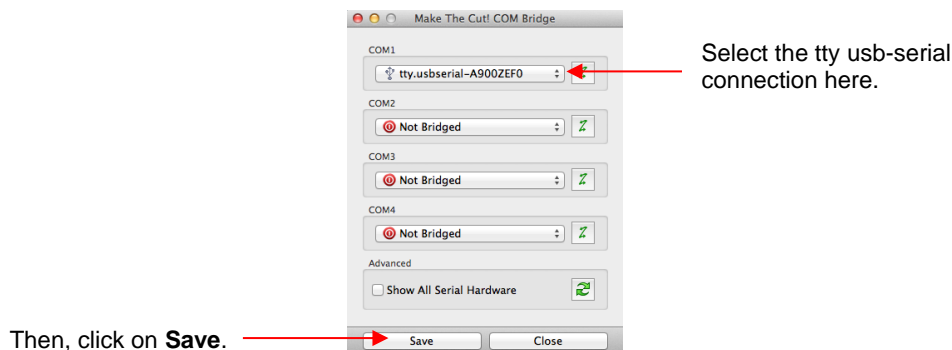 Make The Cut! COM Bridge
COM1
tty.usbserial-A900ZEF0
Select the tty usb-serial
connection here.
COM2
Not Bridged
COM3
Not Bridged
COM4
Not Bridged
Advanced
Show All Serial Hardware
Then, click on Save.
Save Close